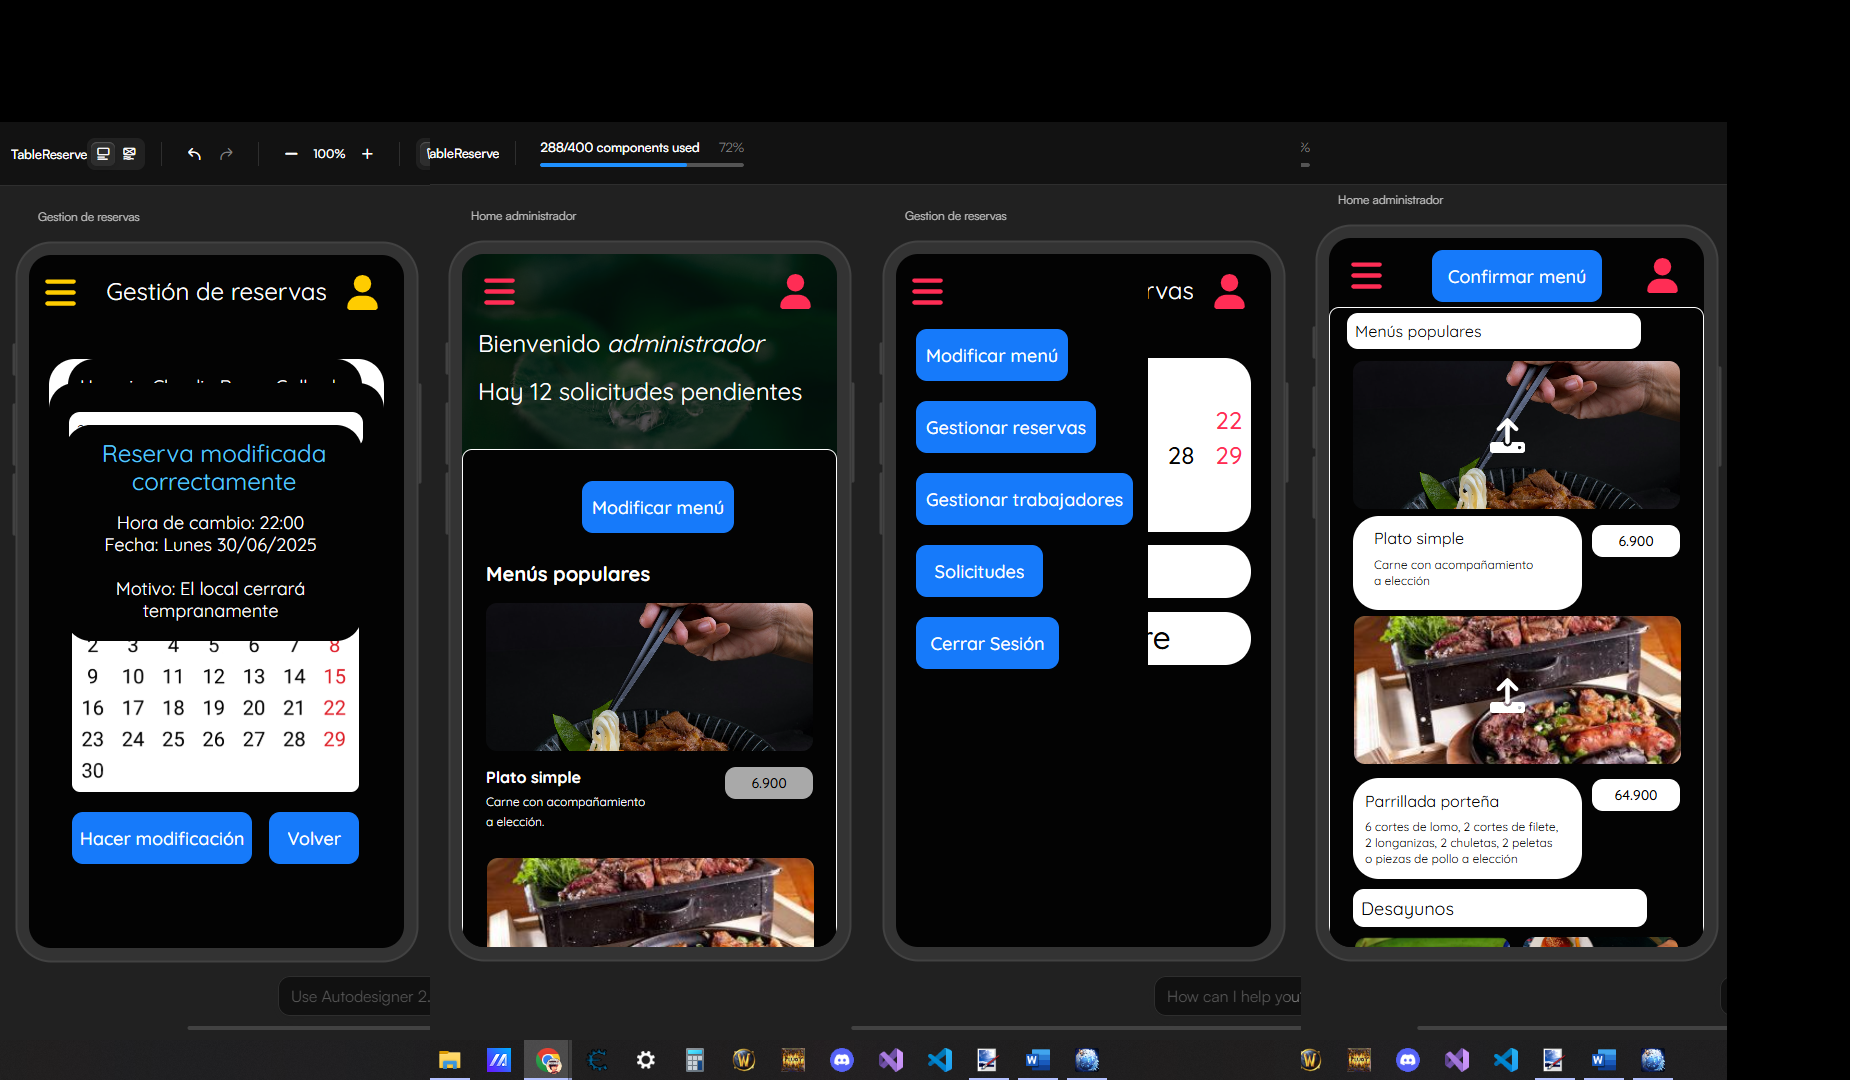 TableReserve
100%
TableReserve
288/400 components used
72%
%
Gestion de reservas
Gestión de reservas
Reserva modificada
correctamente
Hora de cambio: 22:00
Fecha: Lunes 30/06/2025
Motivo: El local cerrará
tempranamente
2 3 4 5 6 7 8
9 10 11 12 13 14 15
16 17 18 19 20 21 22
23 24 25 26 27 28 29
30
Hacer modificación
Volver
Use Autodesigner 2.
Home administrador
Bienvenido administrador
Hay 12 solicitudes pendientes
Modificar menú
Menús populares
Plato simple
6.900
Carne con acompañamiento
a elección.
Gestion de reservas
rvas
Modificar menú
Gestionar reservas
Gestionar trabajadores
Solicitudes
Cerrar Sesión
22
28 29
re
How can I help you
Home administrador
Confirmar menú
Menús populares
Plato simple
6.900
Carne con acompañamiento
a elección
Parrillada porteña
64.900
6 cortes de lomo, 2 cortes de filete,
2 longanizas, 2 chuletas, 2 peletas
o piezas de pollo a elección
Desayunos